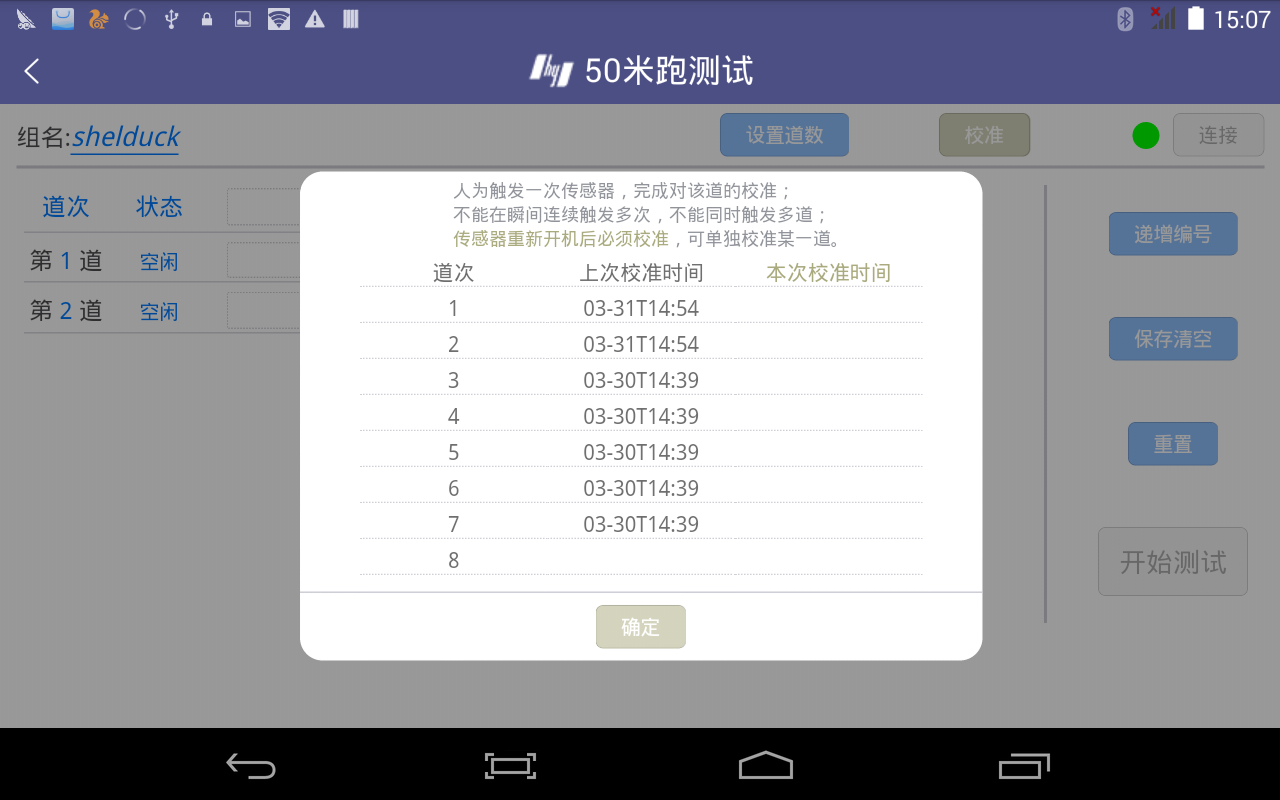 15:07
hy 50米跑测试
组名:shelduck 设置道数 校准 连接
人为触发一次传感器，完成对该道的校准；
不能在瞬间连续触发多次，不能同时触发多道；
传感器重新开机后必须校准，可单独校准某一道。
道次 状态
第 1 道 空闲
第 2 道 空闲
道次 上次校准时间 本次校准时间
1 03-31T14:54
2 03-31T14:54
3 03-30T14:39
4 03-30T14:39
5 03-30T14:39
6 03-30T14:39
7 03-30T14:39
8
确定
递增编号
保存清空
重置
开始测试